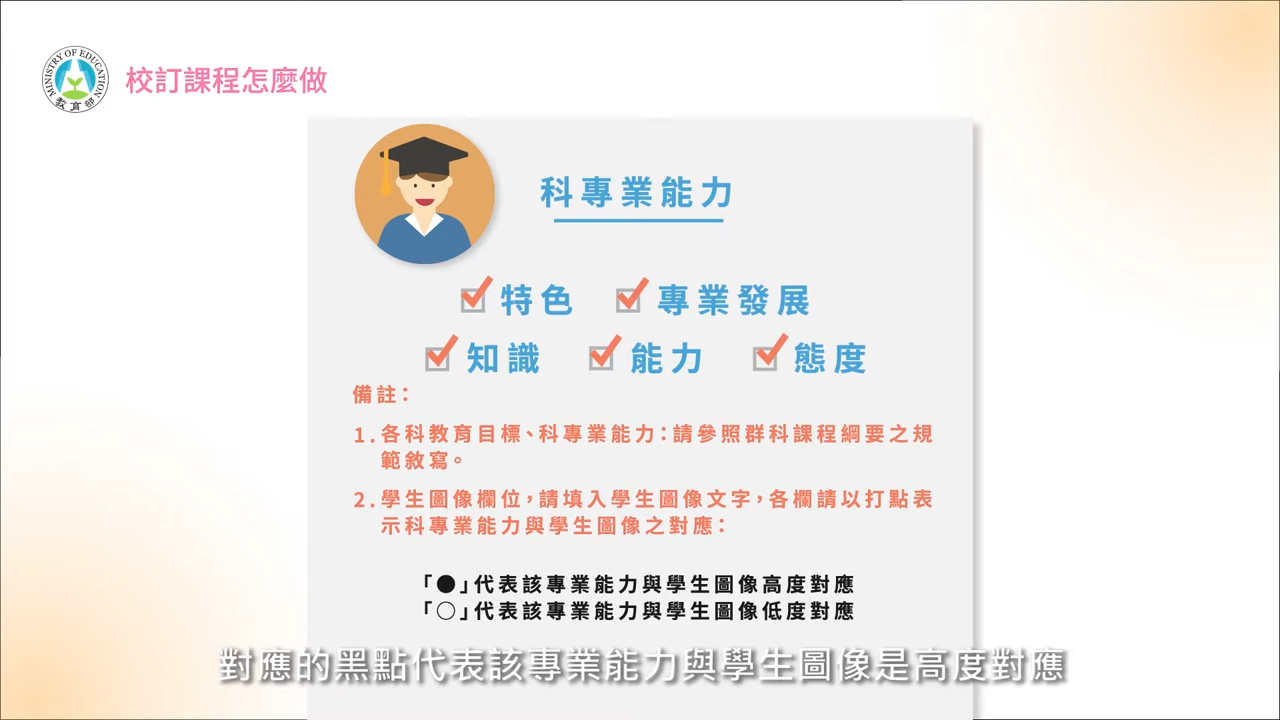 MINISTRY OF EDUCATION
教育部
校訂課程怎麼做
科專業能力
特色 專業發展
知識 能力 態度
備註：
1.各科教育目標、科專業能力：請參照群科課程綱要之規
範敘寫。
2.學生圖像欄位，請填入學生圖像文字，各欄請以打點表
示科專業能力與學生圖像之對應：
「●」代表該專業能力與學生圖像高度對應
「○」代表該專業能力與學生圖像低度對應
對應的黑點代表該專業能力與學生圖像是高度對應